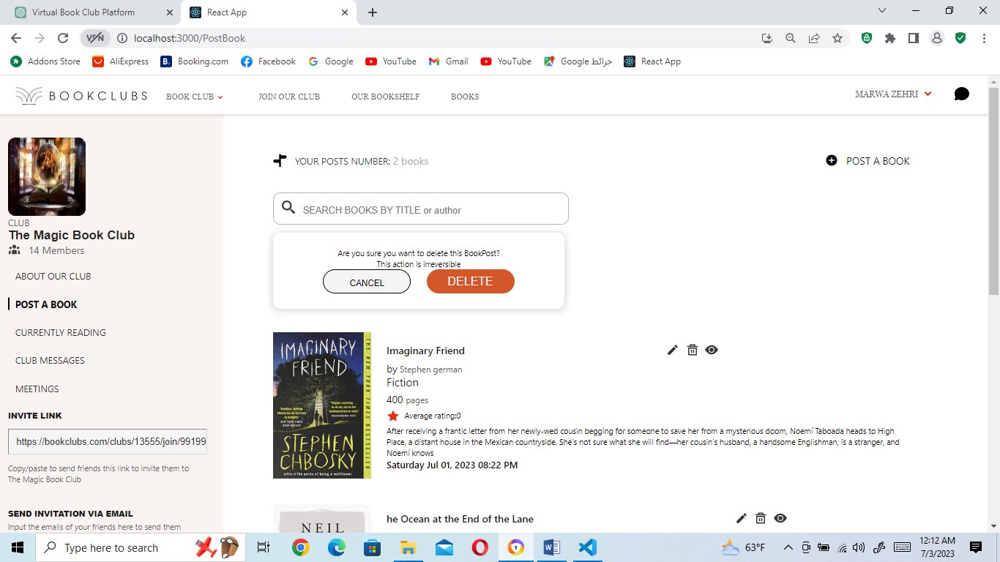 Virtual Book Club Platform
React App
VPN
localhost:3000/PostBook
Addons Store
AliExpress
B.
Booking.com
Facebook
Google
YouTube
Gmail
YouTube
خرائط Google
React App
BOOKCLUBS
BOOK CLUB
JOIN OUR CLUB
OUR BOOKSHELF
BOOKS
MARWA ZEHRI
CLUB
The Magic Book Club
14 Members
ABOUT OUR CLUB
POST A BOOK
CURRENTLY READING
CLUB MESSAGES
MEETINGS
INVITE LINK
https://bookclubs.com/clubs/13555/join/99199
Copy/paste to send friends this link to invite them to
The Magic Book Club
SEND INVITATION VIA EMAIL
Input the emails of your friends here to send them
YOUR POSTS NUMBER: 2 books
POST A BOOK
SEARCH BOOKS BY TITLE or author
Are you sure you want to delete this BookPost?
This action is irreversible
CANCEL
DELETE
IMAGINARY
FRIEND
THE NEW YORK TIMES BESTSELLER
STEPHEN
CHBOSKY
author of the perks of being a wallflower
Imaginary Friend
by Stephen german
Fiction
400 pages
Average rating:0
After receiving a frantic letter from her newly-wed cousin begging for someone to save her from a mysterious doom, Noemí Taboada heads to High
Place, a distant house in the Mexican countryside. She’s not sure what she will find—her cousin’s husband, a handsome Englishman, is a stranger, and
Noemí knows
Saturday Jul 01, 2023 08:22 PM
NEIL
he Ocean at the End of the Lane
Type here to search
63°F
12:12 AM
7/3/2023